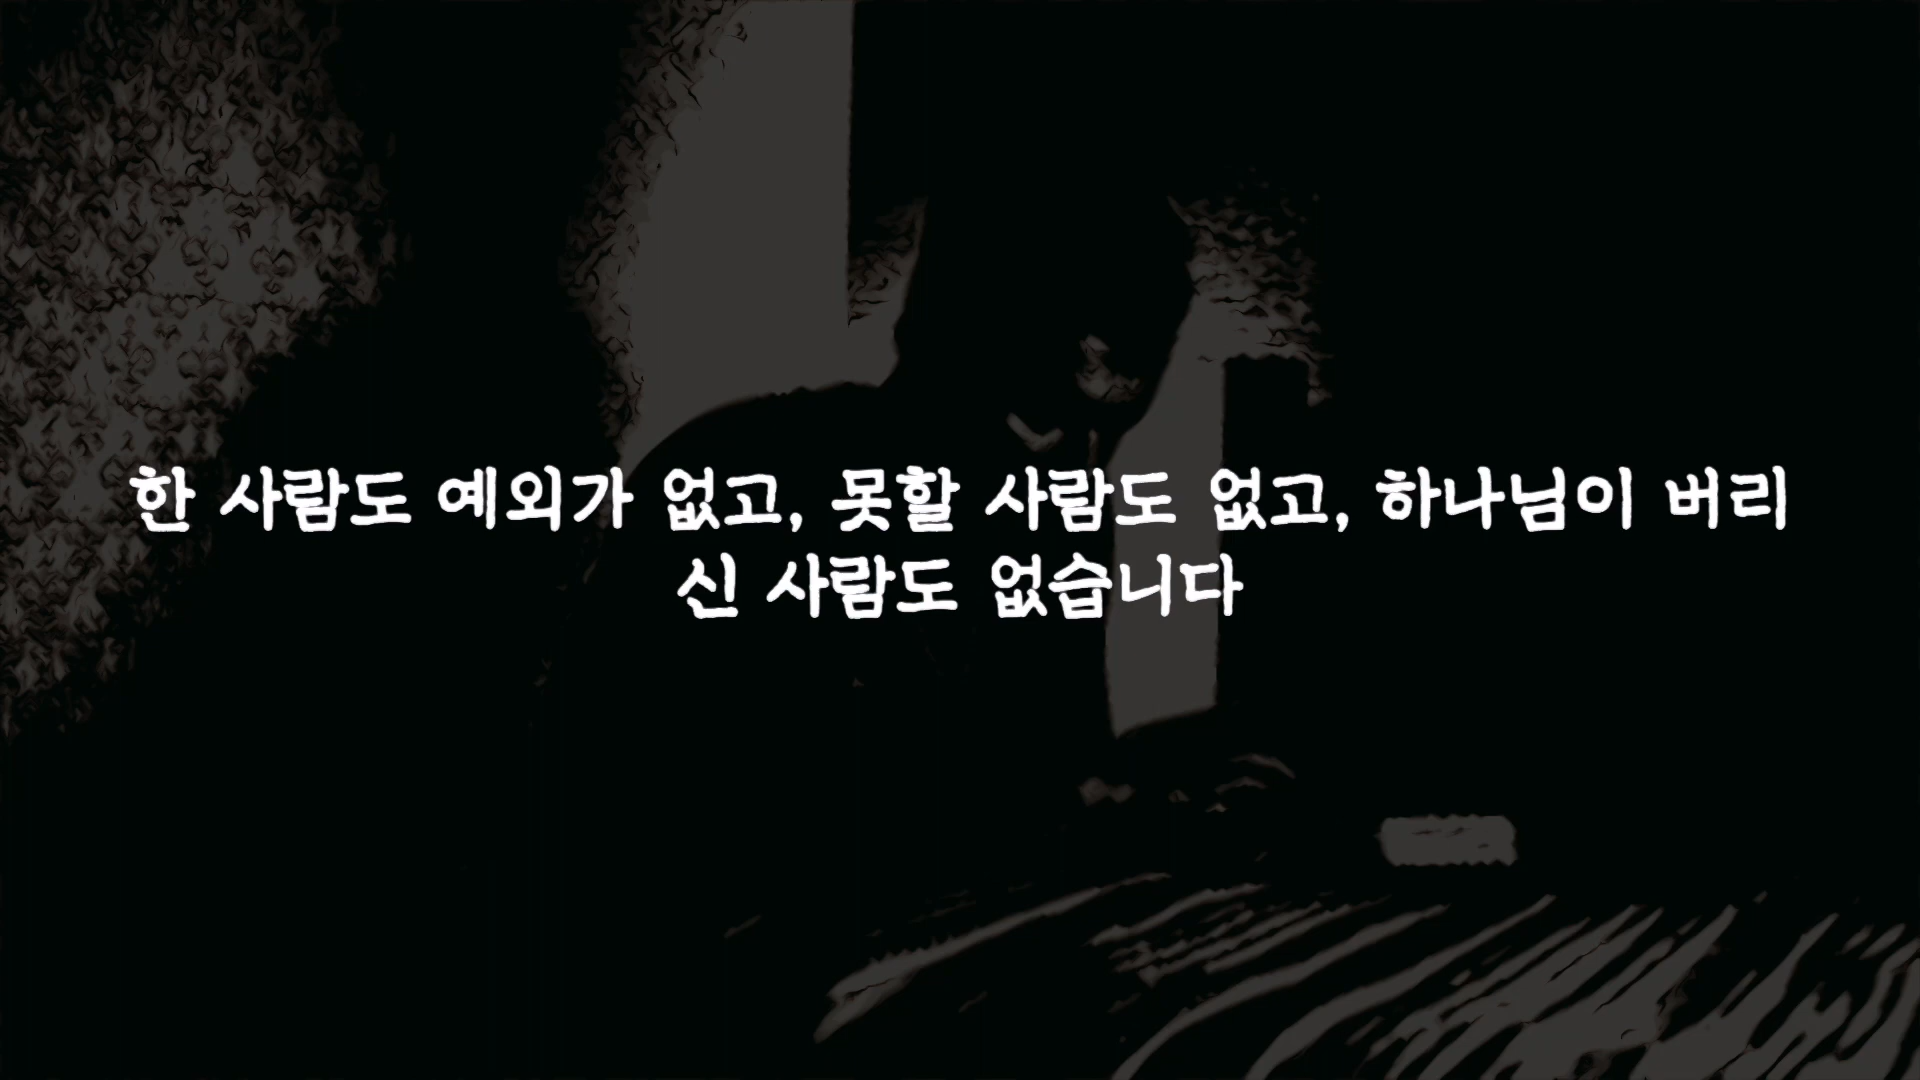 한 사람도 예외가 없고, 못할 사람도 없고, 하나님이 버리
신 사람도 없습니다